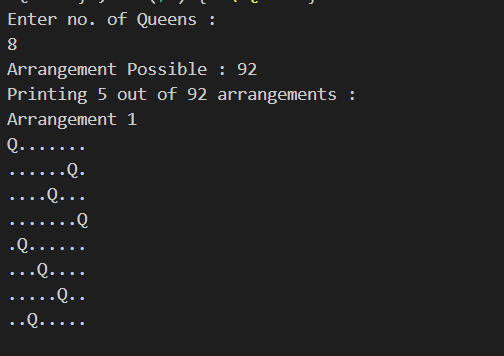 Enter no. of Queens :
8
Arrangement Possible : 92
Printing 5 out of 92 arrangements :
Arrangement 1
Q.......
......Q.
....Q...
.......Q
.Q......
...Q....
.....Q..
..Q.....